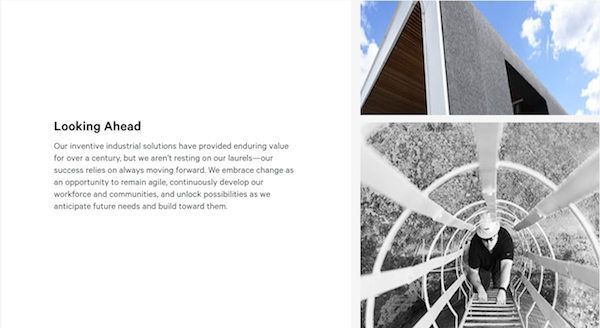 Looking Ahead
Our inventive industrial solutions have provided enduring value
for over a century, but we aren't resting on our laurels—our
success relies on always moving forward. We embrace change as
an opportunity to remain agile, continuously develop our
workforce and communities, and unlock possibilities as we
anticipate future needs and build toward them.